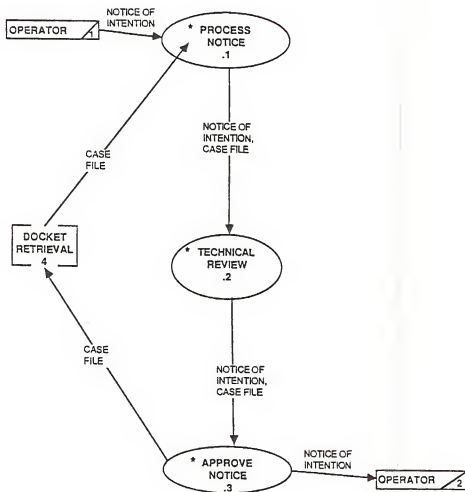 NOTICE OF
INTENTION
OPERATOR 1
* PROCESS
NOTICE
.1
NOTICE OF
INTENTION,
CASE FILE
CASE
FILE
DOCKET
RETRIEVAL
4
* TECHNICAL
REVIEW
.2
CASE
FILE
NOTICE OF
INTENTION,
CASE FILE
* APPROVE
NOTICE
.3
NOTICE OF
INTENTION
OPERATOR 2